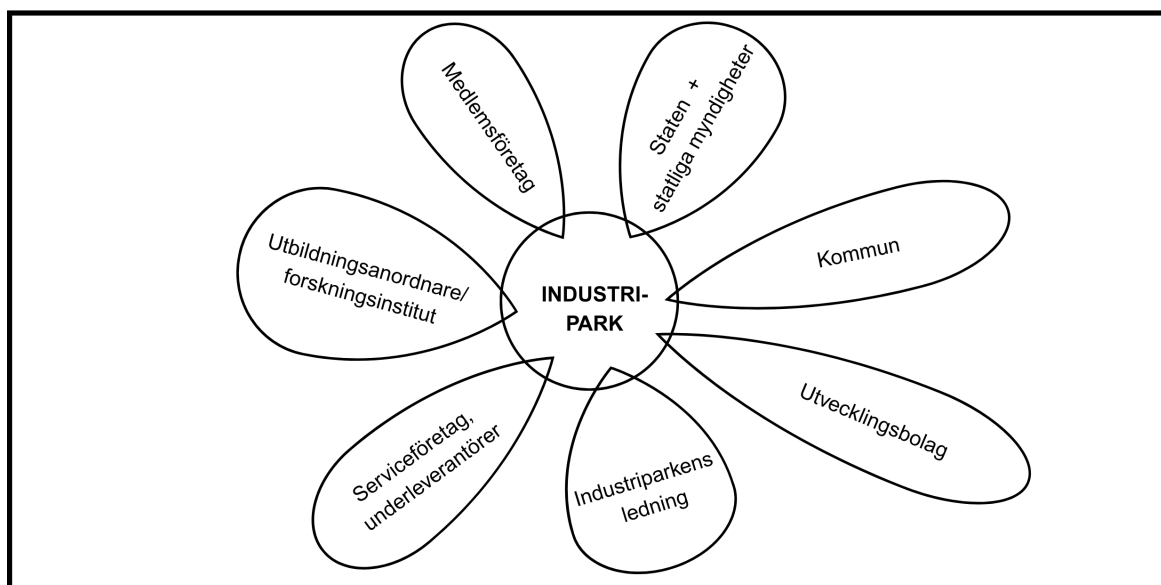 Medlemsföretag
Staten +
statliga myndigheter
Kommun
Utvecklingsbolag
Industriparkens
ledning
Serviceföretag,
underleverantörer
Utbildningsanordnare/
forskningsinstitut
INDUSTRI-
PARK